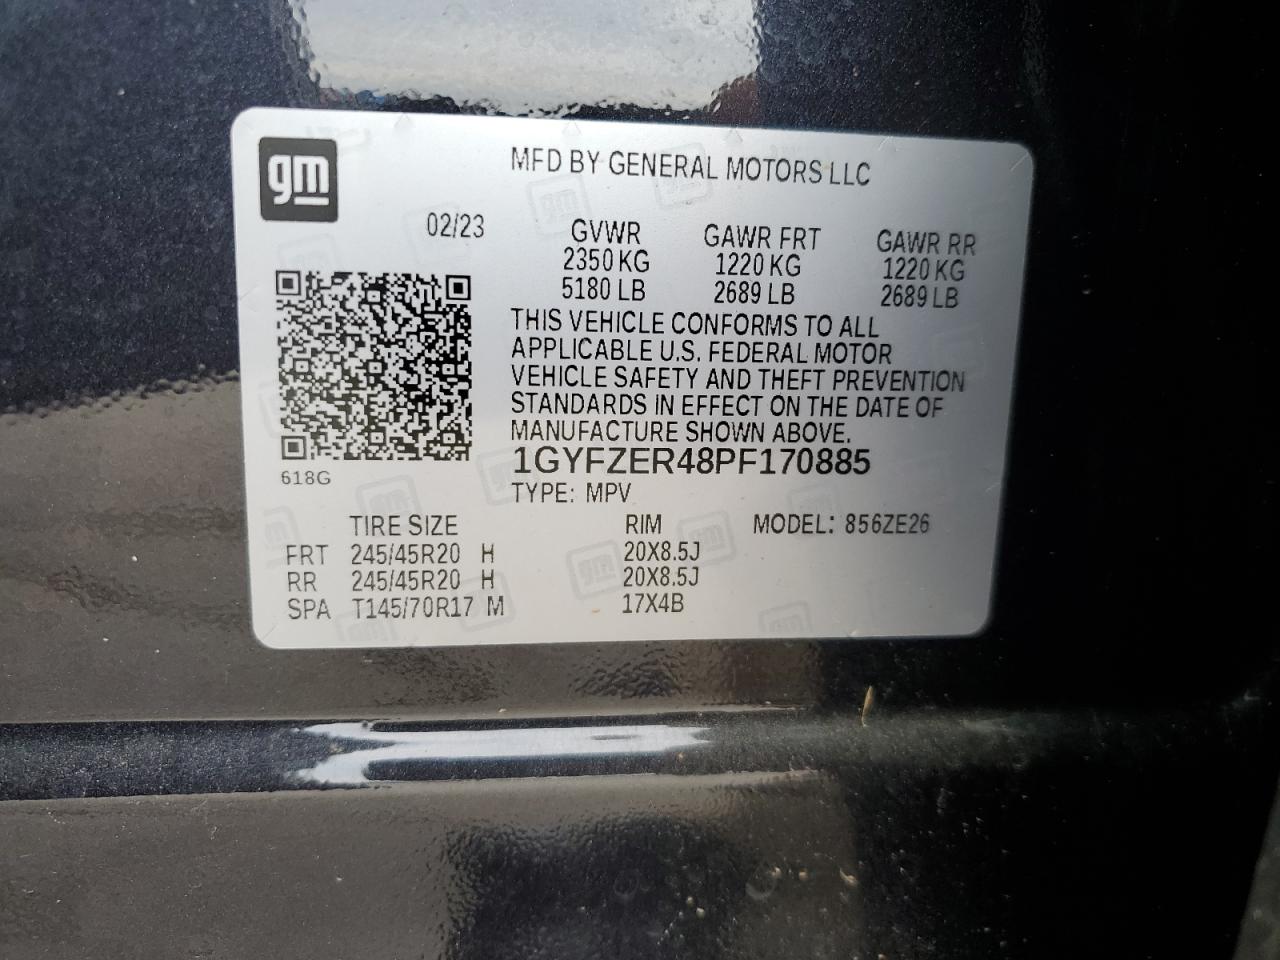 gm
MFD BY GENERAL MOTORS LLC
02/23 GVWR GAWR FRT GAWR RR
2350 KG 1220 KG 1220 KG
5180 LB 2689 LB 2689 LB
THIS VEHICLE CONFORMS TO ALL
APPLICABLE U.S. FEDERAL MOTOR
VEHICLE SAFETY AND THEFT PREVENTION
STANDARDS IN EFFECT ON THE DATE OF
MANUFACTURE SHOWN ABOVE.
1GYFZER48PF170885
618G
TYPE: MPV
TIRE SIZE RIM MODEL: 856ZE26
FRT 245/45R20 H 20X8.5J
RR 245/45R20 H 20X8.5J
SPA T145/70R17 M 17X4B